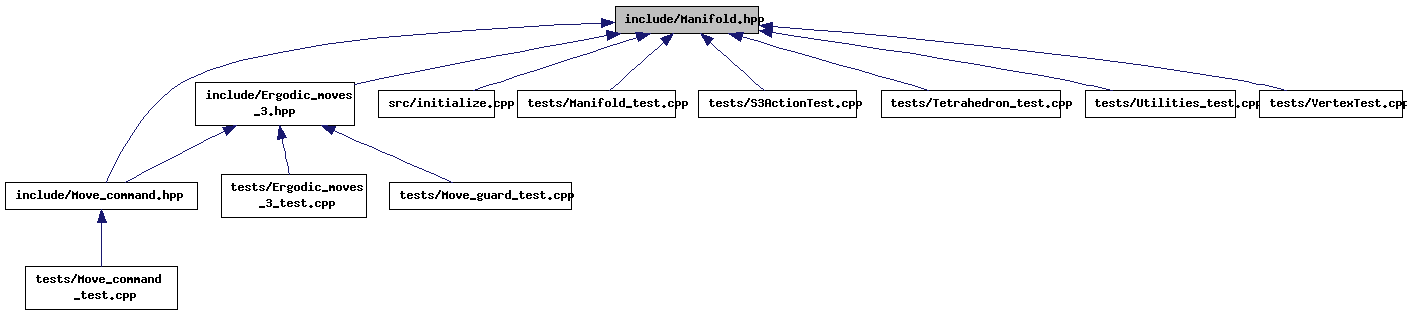 include/Manifold.hpp
include/Ergodic_moves
_3.hpp
src/initialize.cpp
tests/Manifold_test.cpp
tests/S3ActionTest.cpp
tests/Tetrahedron_test.cpp
tests/Utilities_test.cpp
tests/VertexTest.cpp
include/Move_command.hpp
tests/Ergodic_moves
_3_test.cpp
tests/Move_guard_test.cpp
tests/Move_command
_test.cpp